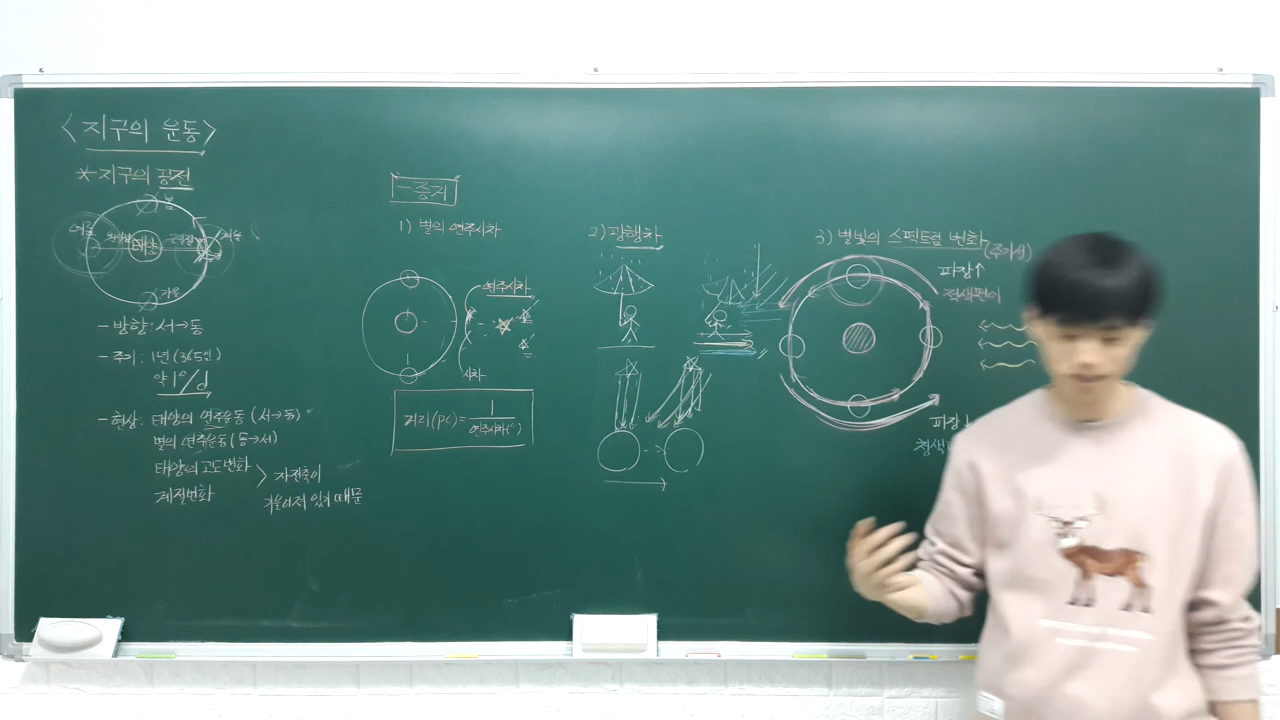 <지구의 운동>
*지구의 공전
봄
여름
태양
겨울
가을
- 방향: 서→동
- 주기: 1년(365일)
약 1°/d
- 현상: 태양의 연주운동 (서→동)
별의 연주운동(동→서)
태양의 고도변화
계절변화
> 자전축이
기울어져 있기 때문
- 증거
1) 별의 연주시차
연주시차
시차
거리(pc) = 1/연주시차(")
2) 광행차
3) 별빛의 스펙트럼 변화(주기성)
파장↑
적색편이
파장↓
청색